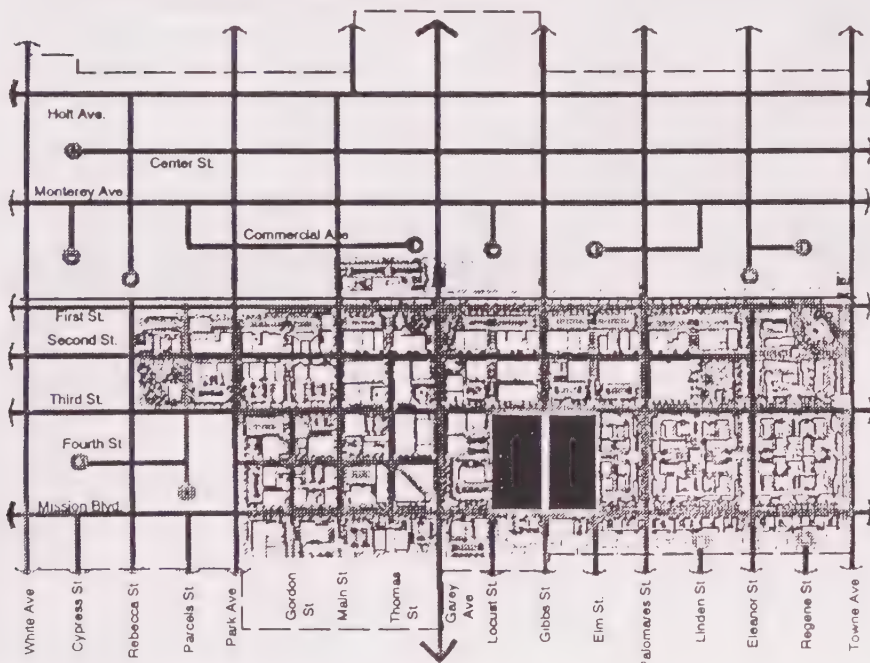 Holt Ave.
Center St.
Monterey Ave
Commercial Ave
First St.
Second St.
Third St.
Fourth St
Mission Blvd
White Ave
Cypress St
Rebecca St
Parcels St
Park Ave
Gordon
St
Main St
Thomas
St
Garey
Ave
Locust St
Gibbs St
Elm St.
alomares St.
Linden St
Eleanor St
Regene St
Towne Ave